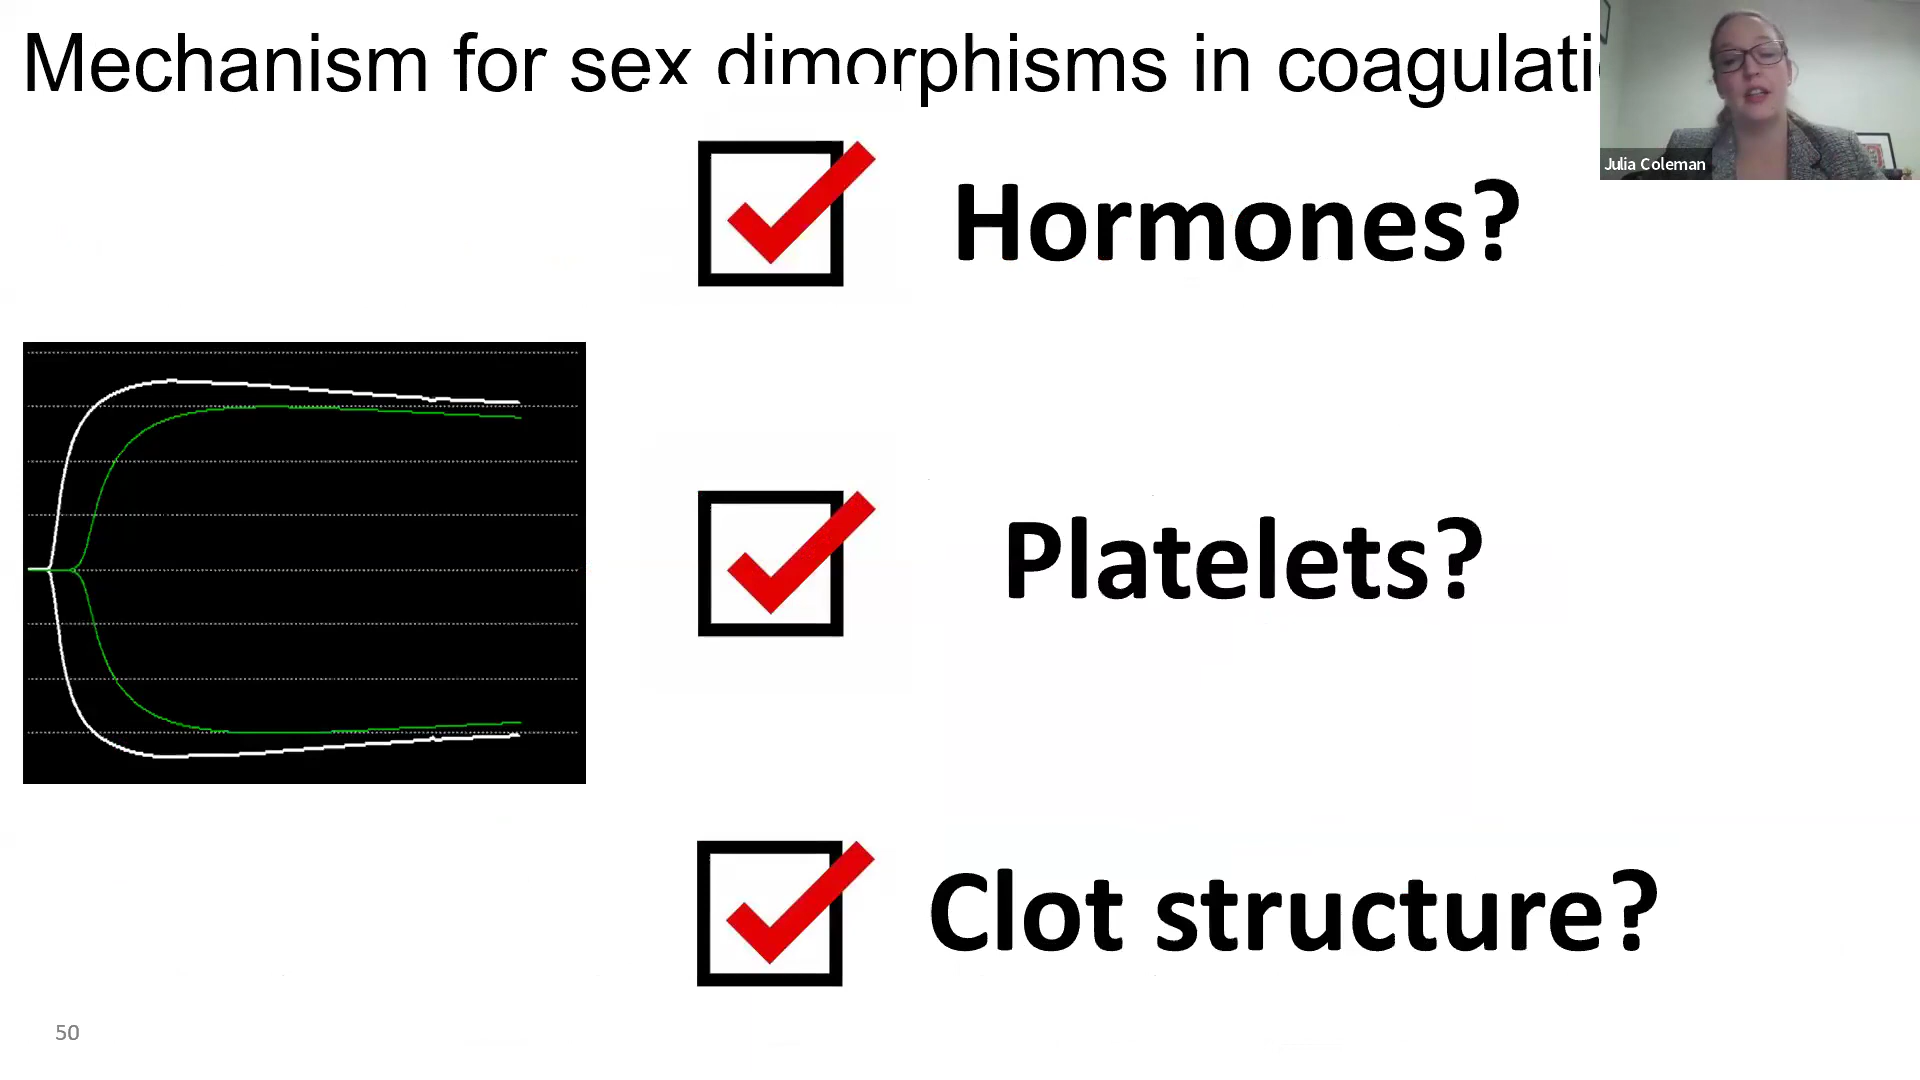 Mechanism for sex dimorphisms in coagulati
Julia Coleman
Hormones?
Platelets?
Clot structure?
50